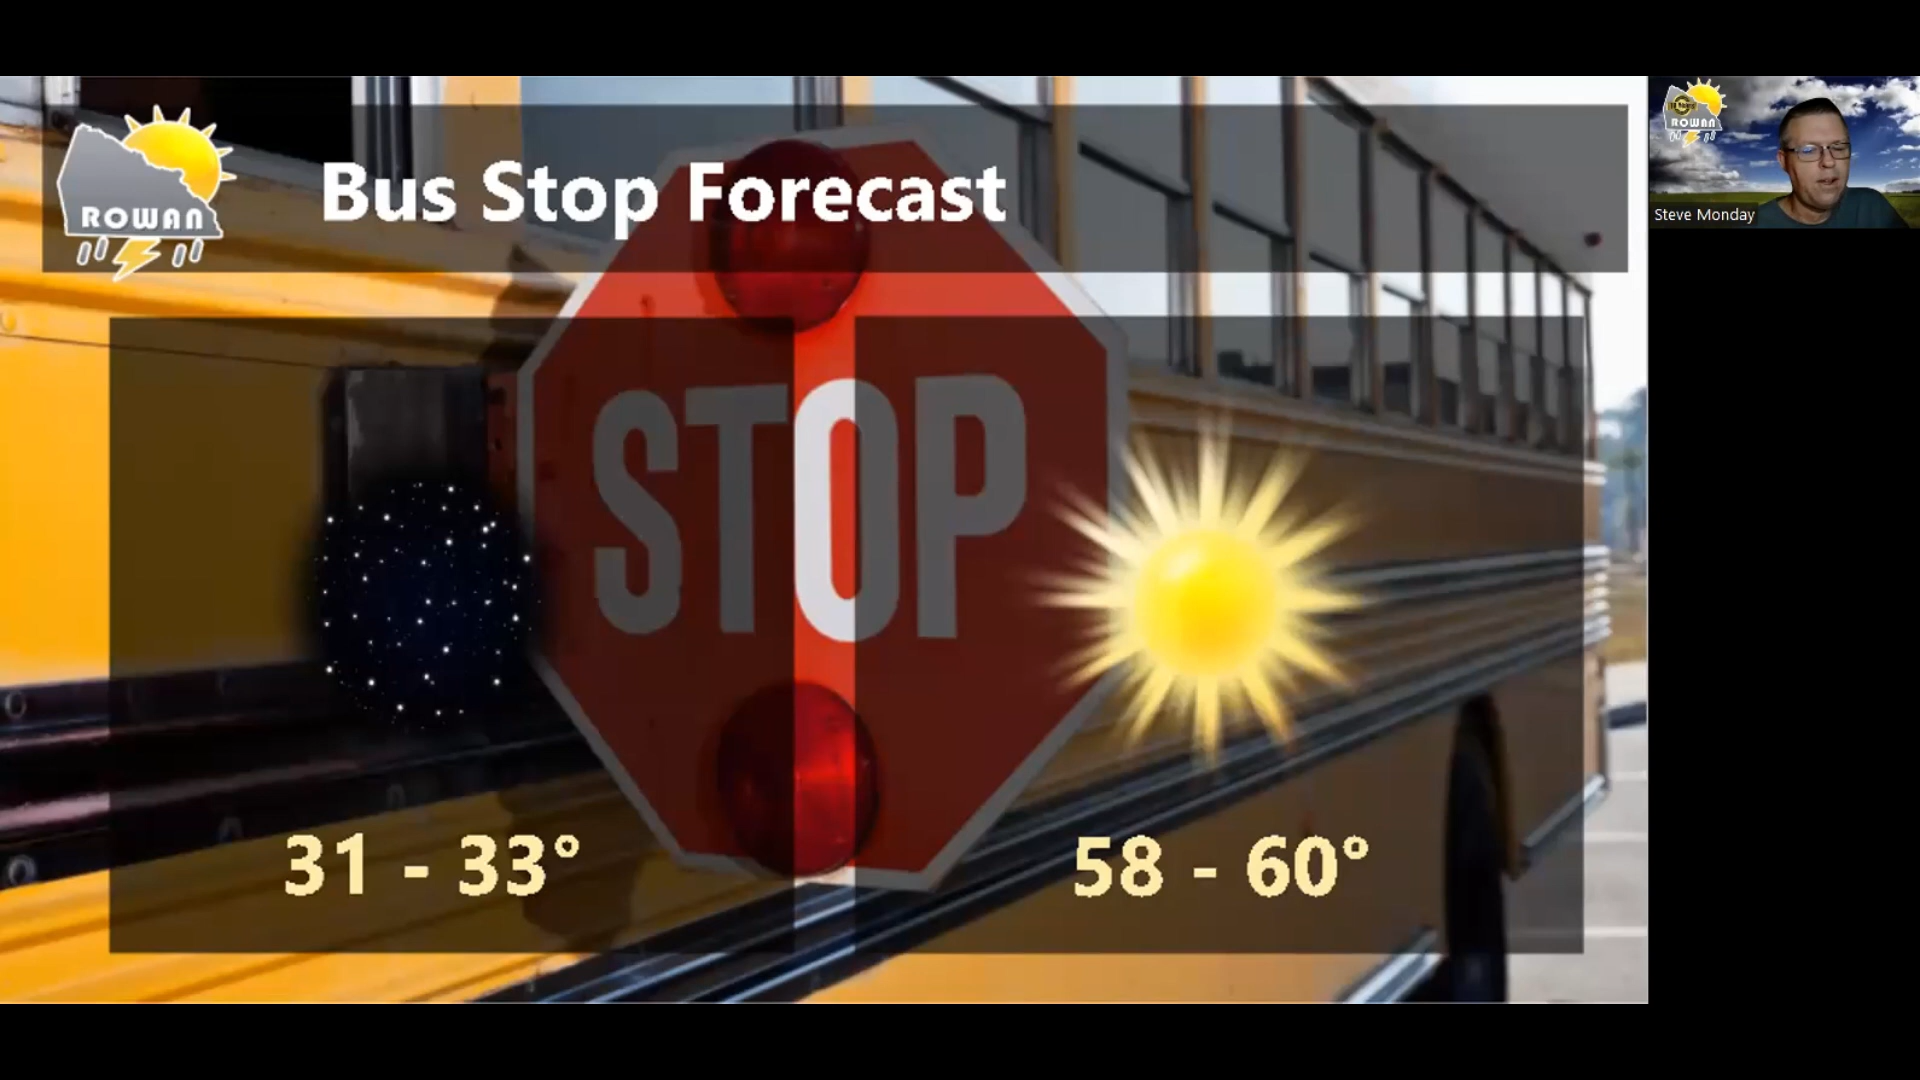 Bus Stop Forecast
ROWAN
STOP
31 - 33°
58 - 60°
ROWAN
Steve Monday